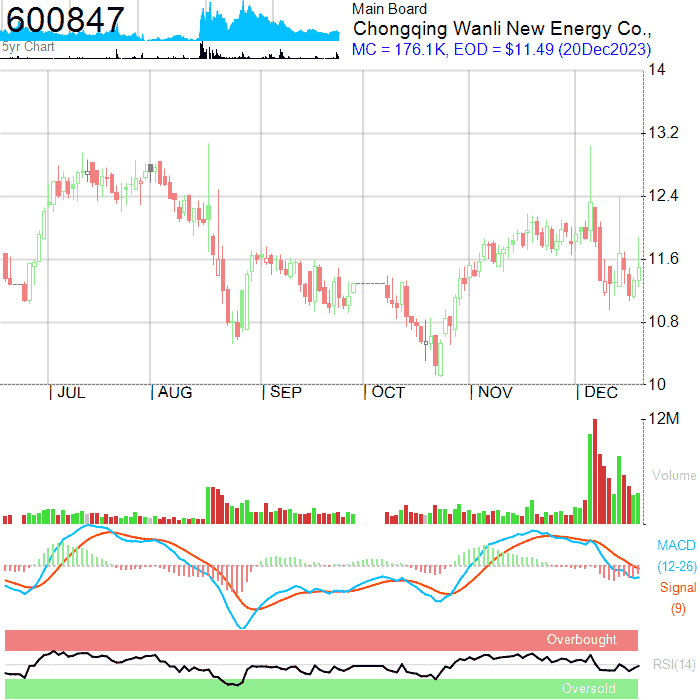 600847
5yr Chart
Main Board
Chongqing Wanli New Energy Co.,
MC = 176.1K, EOD = $11.49 (20Dec2023)
14
13.2
12.4
11.6
10.8
10
JUL
AUG
SEP
OCT
NOV
DEC
12M
Volume
MACD
(12-26)
Signal
(9)
Overbought
RSI(14)
Oversold